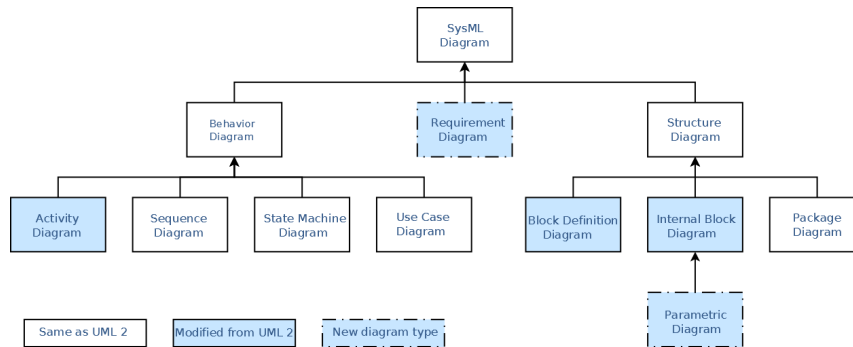 SysML
Diagram
Behavior
Diagram
Requirement
Diagram
Structure
Diagram
Activity
Diagram
Sequence
Diagram
State Machine
Diagram
Use Case
Diagram
Block Definition
Diagram
Internal Block
Diagram
Package
Diagram
Parametric
Diagram
Same as UML 2
Modified from UML 2
New diagram type